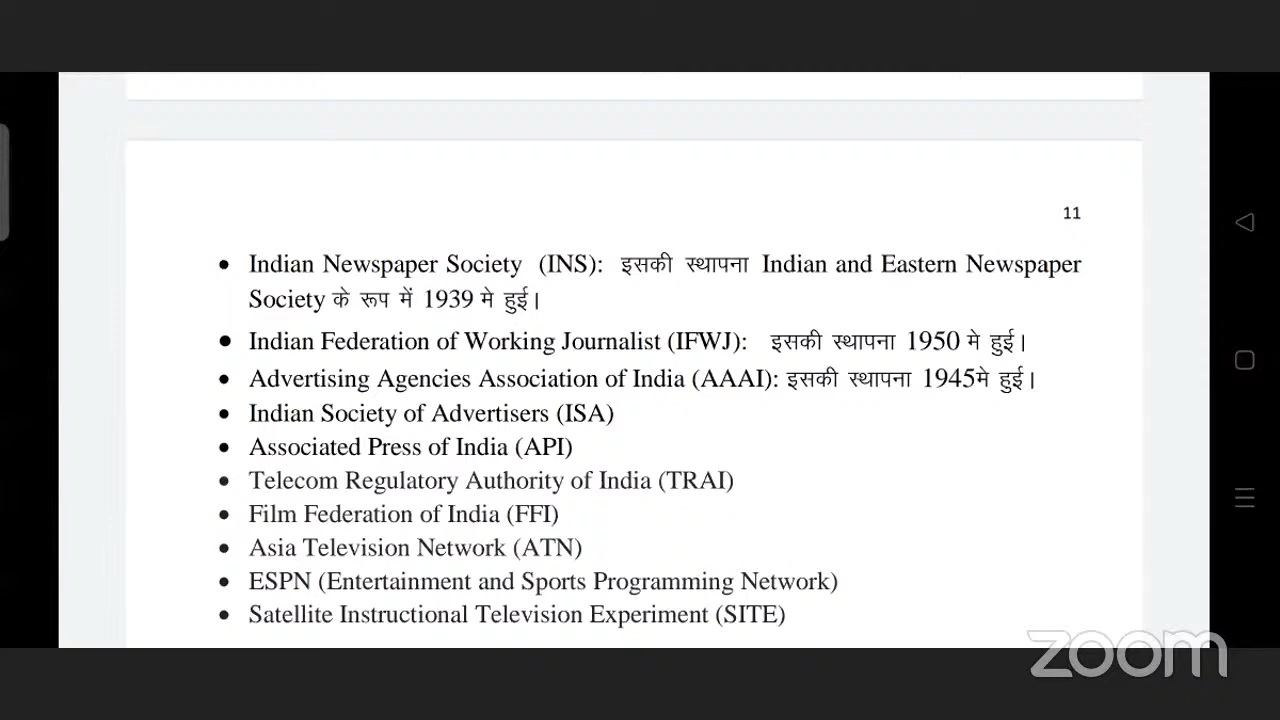 11
• Indian Newspaper Society (INS): इसकी स्थापना Indian and Eastern Newspaper
Society के रूप में 1939 मे हुई।
• Indian Federation of Working Journalist (IFWJ): इसकी स्थापना 1950 मे हुई।
• Advertising Agencies Association of India (AAAI): इसकी स्थापना 1945मे हुई।
• Indian Society of Advertisers (ISA)
• Associated Press of India (API)
• Telecom Regulatory Authority of India (TRAI)
• Film Federation of India (FFI)
• Asia Television Network (ATN)
• ESPN (Entertainment and Sports Programming Network)
• Satellite Instructional Television Experiment (SITE)
zoom